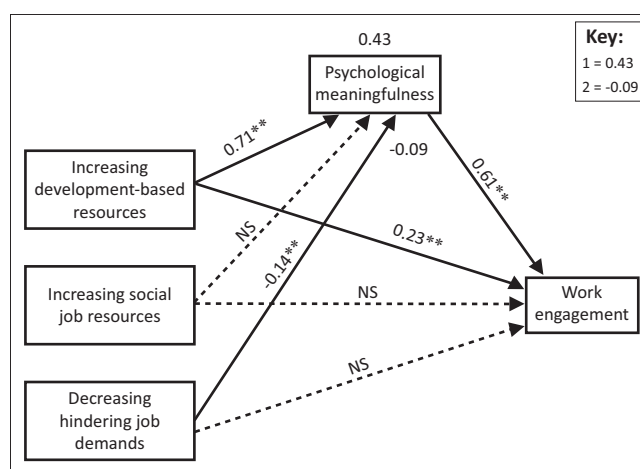 0.43
Key:
1 = 0.43
2 = -0.09
Psychological
meaningfulness
0.71**
-0.09
Increasing
development-based
resources
0.61**
NS
0.23**
-0.14**
Increasing social
job resources
NS
Work
engagement
NS
Decreasing
hindering job
demands